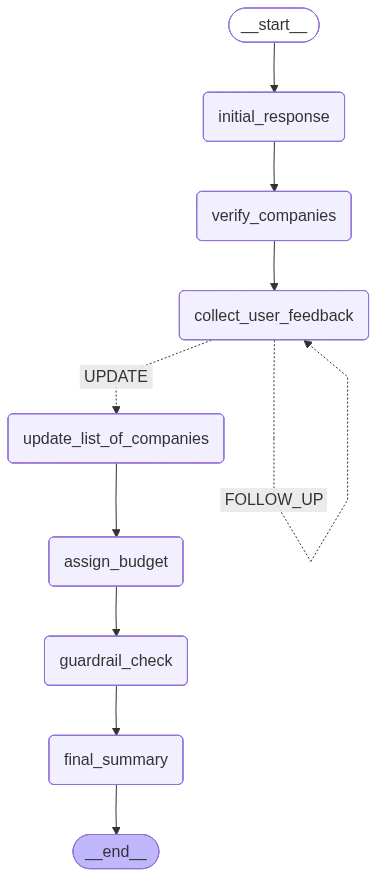 __start__
initial_response
verify_companies
collect_user_feedback
UPDATE
update_list_of_companies
FOLLOW_UP
assign_budget
guardrail_check
final_summary
__end__